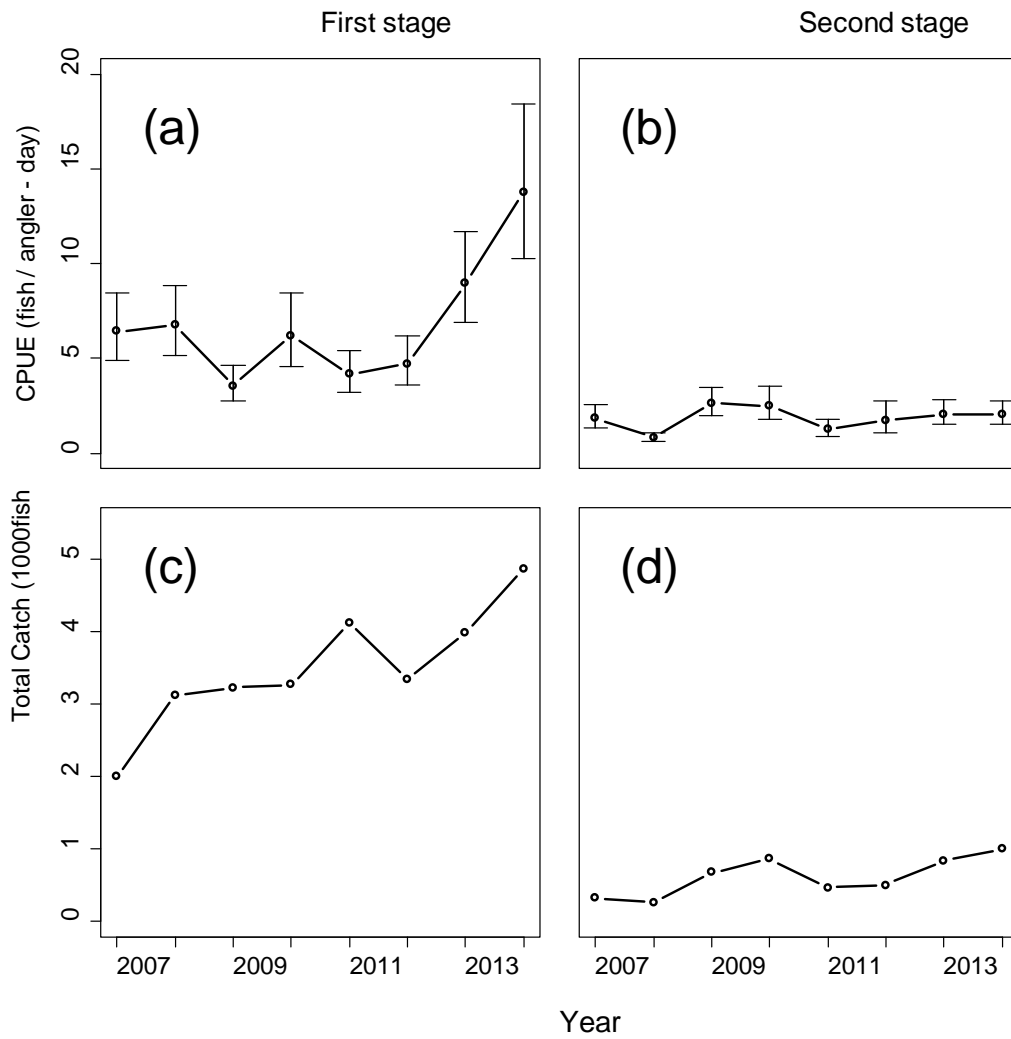 First stage Second stage
CPUE (fish / angler - day)
20
15
10
5
0
(a) (b)
Total Catch (1000fish
5
4
3
2
1
0
(c) (d)
2007 2009 2011 2013 2007 2009 2011 2013
Year